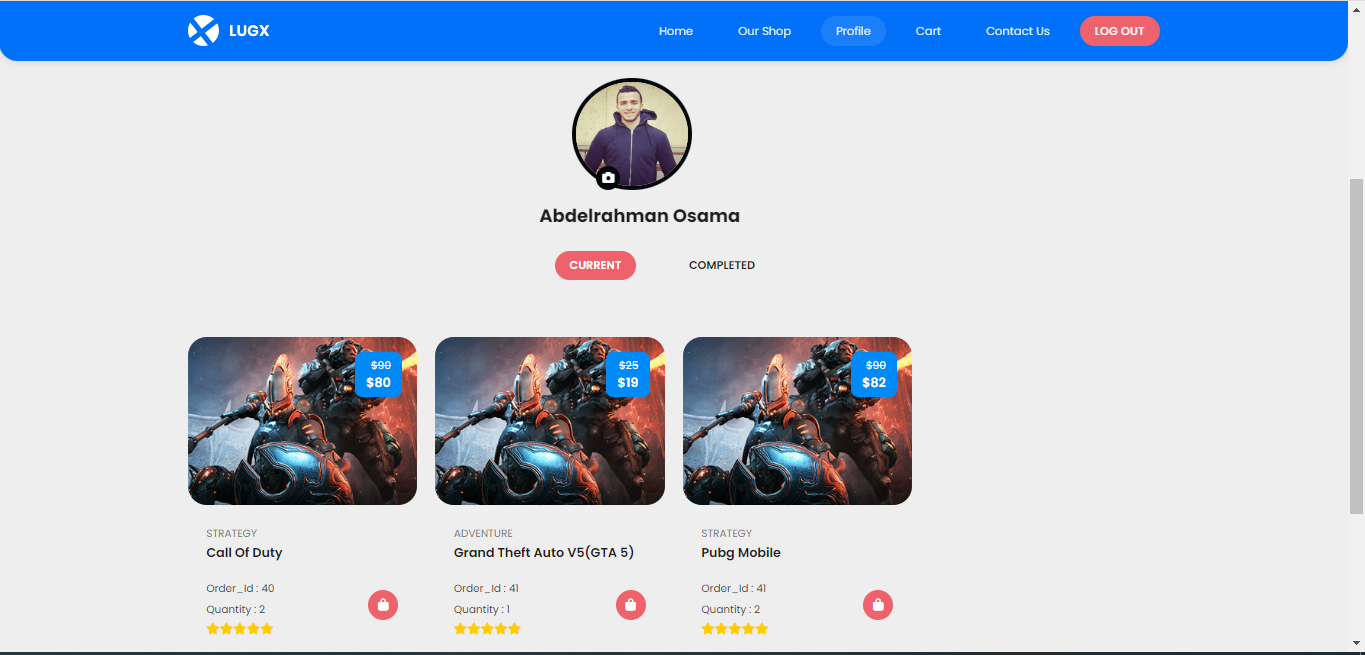 LUGX
Home
Our Shop
Profile
Cart
Contact Us
LOG OUT
Abdelrahman Osama
CURRENT
COMPLETED
$90
$80
$25
$19
$90
$82
STRATEGY
Call Of Duty
Order_Id : 40
Quantity : 2
ADVENTURE
Grand Theft Auto V5(GTA 5)
Order_Id : 41
Quantity : 1
STRATEGY
Pubg Mobile
Order_Id : 41
Quantity : 2